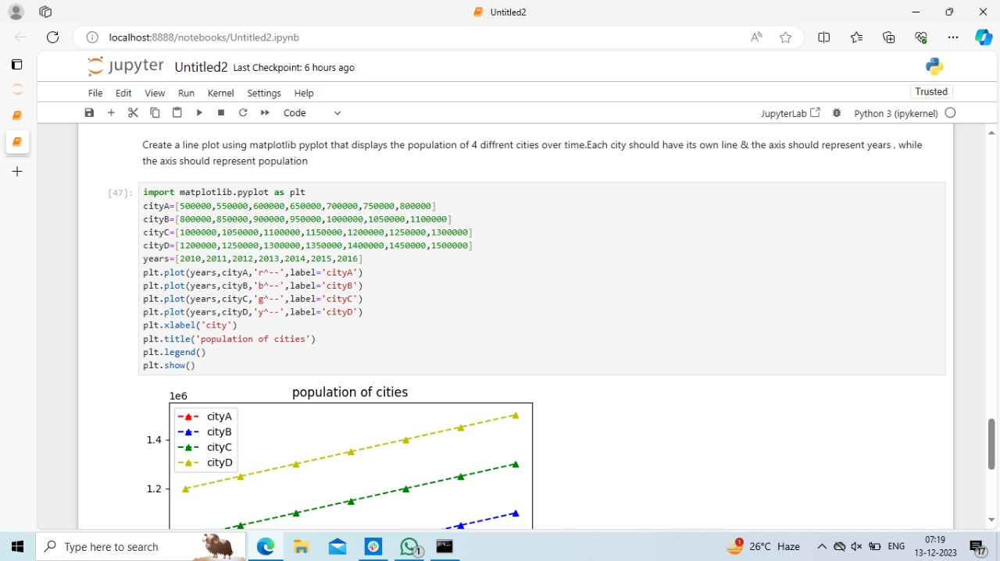 Untitled2
localhost:8888/notebooks/Untitled2.ipynb
jupyter Untitled2 Last Checkpoint: 6 hours ago
File Edit View Run Kernel Settings Help Trusted
Code JupyterLab Python 3 (ipykernel)
Create a line plot using matplotlib pyplot that displays the population of 4 diffrent cities over time.Each city should have its own line & the axis should represent years , while
the axis should represent population
[47]: import matplotlib.pyplot as plt
cityA=[500000,550000,600000,650000,700000,750000,800000]
cityB=[800000,850000,900000,950000,1000000,1050000,1100000]
cityC=[1000000,1050000,1100000,1150000,1200000,1250000,1300000]
cityD=[1200000,1250000,1300000,1350000,1400000,1450000,1500000]
years=[2010,2011,2012,2013,2014,2015,2016]
plt.plot(years,cityA,'r^--',label='cityA')
plt.plot(years,cityB,'b^--',label='cityB')
plt.plot(years,cityC,'g^--',label='cityC')
plt.plot(years,cityD,'y^--',label='cityD')
plt.xlabel('city')
plt.title('population of cities')
plt.legend()
plt.show()
population of cities
1e6
cityA
cityB
cityC
cityD
1.4
1.2
Type here to search
1
1
26°C Haze
ENG
07:19
13-12-2023
17